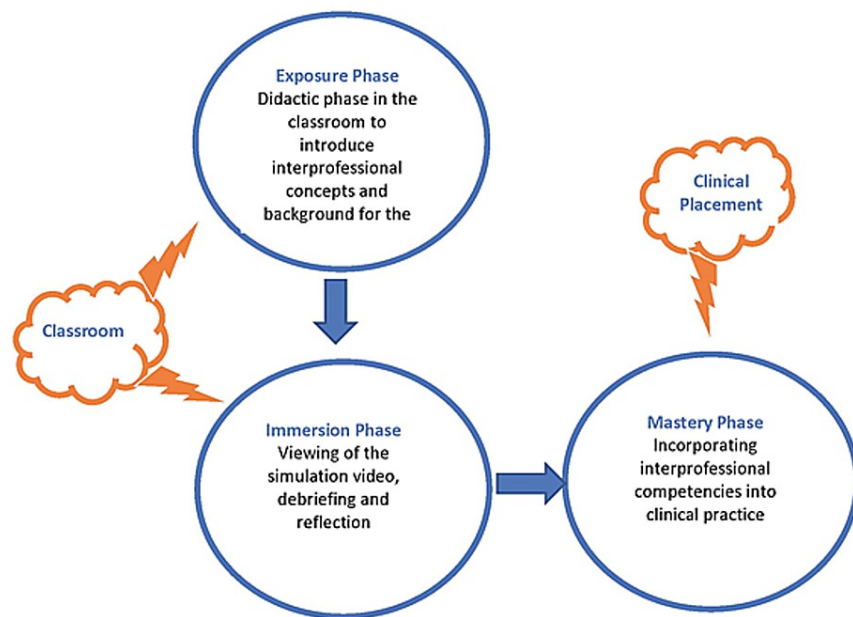 Exposure Phase
Didactic phase in the
classroom to
introduce
interprofessional
concepts and
background for the
Clinical
Placement
Classroom
Immersion Phase
Viewing of the
simulation video,
debriefing and
reflection
Mastery Phase
Incorporating
interprofessional
competencies into
clinical practice